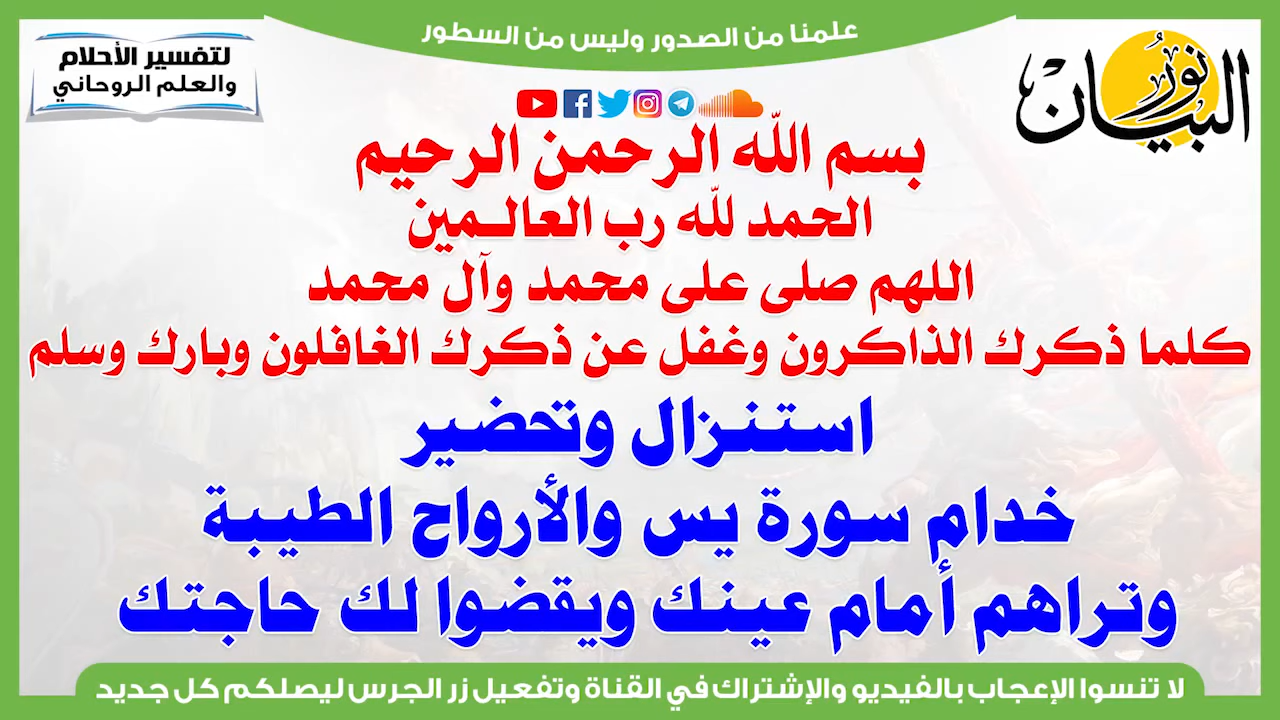 علمنا من الصدور وليس من السطور
نور البيان
لتفسير الأحلام
والعلم الروحاني
بسم الله الرحمن الرحيم
الحمد لله رب العالـمين
اللهم صلى على محمد وآل محمد
كلما ذكرك الذاكرون وغفل عن ذكرك الغافلون وبارك وسلم
استنـزال وتحضير
خدام سورة يس والأرواح الطيبة
وتراهم أمام عينك ويقضوا لك حاجتك
لا تنسوا الإعجاب بالفيديو والإشتراك في القناة وتفعيل زر الجرس ليصلكم كل جديد